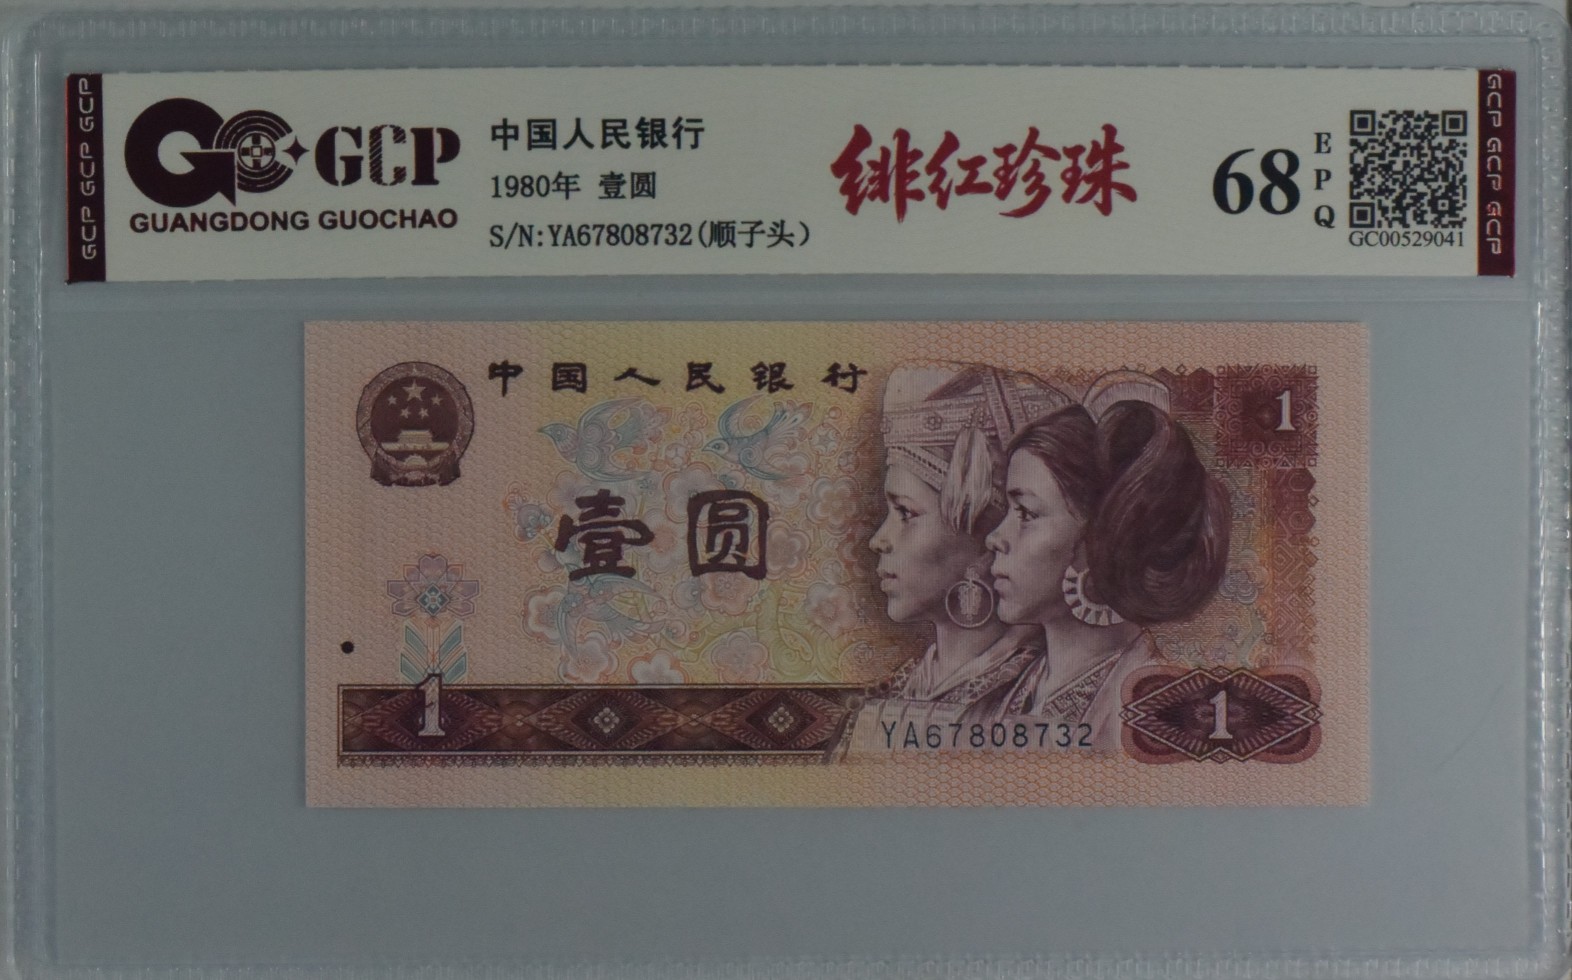 GCP GCP GCP
GCP
GUANGDONG GUOCHAO
中国人民银行
1980年 壹圆
S/N:YA67808732(顺子头)
绯红珍珠
68
E
P
Q
GC00529041
GCP GCP GCP
中国人民银行
1
壹圆
1
YA67808732
1